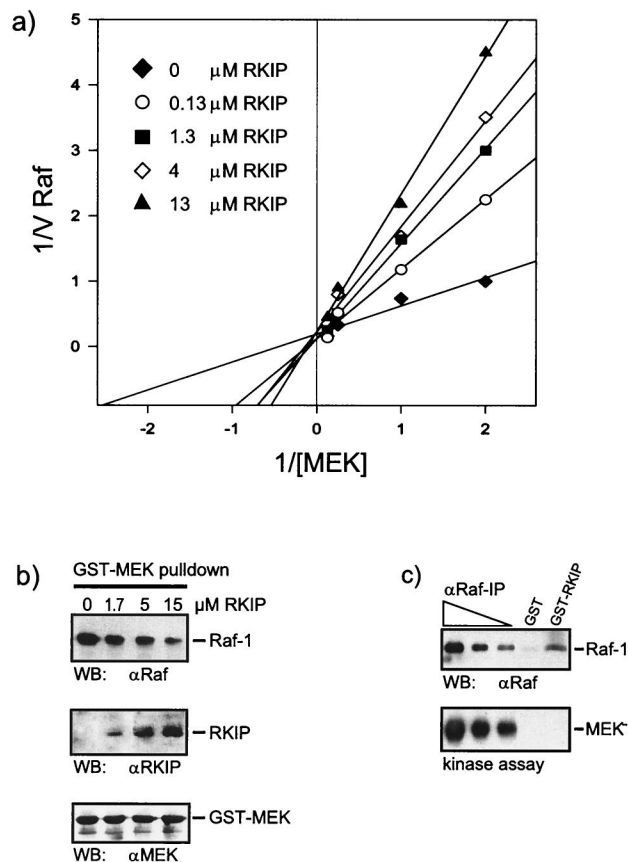 a)
5
4
3
2
1
0
1/V Raf
0 μM RKIP
0.13 μM RKIP
1.3 μM RKIP
4 μM RKIP
13 μM RKIP
-2 -1 0 1 2
1/[MEK]
b)
GST-MEK pulldown
0 1.7 5 15 μM RKIP
Raf-1
WB: αRaf
RKIP
WB: αRKIP
GST-MEK
WB: αMEK
c)
αRaf-IP GST GST-RKIP
Raf-1
WB: αRaf
MEK-
kinase assay